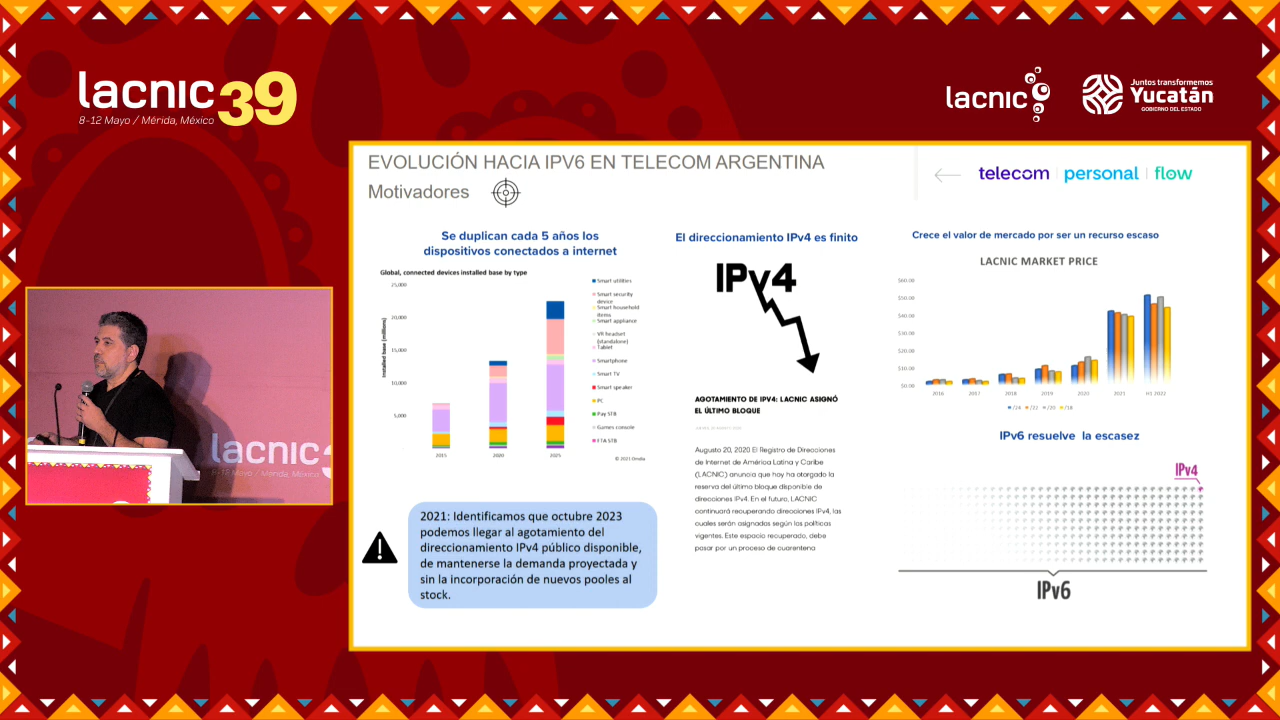 lacnic39
8-12 Mayo / Mérida, México
lacnic
Juntos transformemos
Yucatán
GOBIERNO DEL ESTADO
EVOLUCIÓN HACIA IPV6 EN TELECOM ARGENTINA
Motivadores
telecom | personal | flow
Se duplican cada 5 años los
dispositivos conectados a internet
Global, connected devices installed base by type
Installed base (millions)
25,000
20,000
15,000
10,000
5,000
2015
2020
2025
Smart utilities
Smart security
device
Smart household
items
Smart appliance
VR headset
(standalone)
Tablet
Smartphone
Smart TV
Smart speaker
PC
Pay STB
Games console
FTA STB
© 2021 Omdia
2021: Identificamos que octubre 2023
podemos llegar al agotamiento del
direccionamiento IPv4 público disponible,
de mantenerse la demanda proyectada y
sin la incorporación de nuevos pooles al
stock.
El direccionamiento IPv4 es finito
IPv4
AGOTAMIENTO DE IPV4: LACNIC ASIGNÓ
EL ÚLTIMO BLOQUE
Augusto 20, 2020 El Registro de Direcciones
de Internet de América Latina y Caribe
(LACNIC) anuncia que hoy ha otorgado la
reserva del último bloque disponible de
direcciones IPv4. En el futuro, LACNIC
continuará recuperando direcciones IPv4, las
cuales serán asignadas según las políticas
vigentes. Este espacio recuperado, debe
pasar por un proceso de cuarentena
Crece el valor de mercado por ser un recurso escaso
LACNIC MARKET PRICE
$60.00
$50.00
$40.00
$30.00
$20.00
$10.00
$0.00
2016
2017
2018
2019
2020
2021
H1 2022
/24 /22 /20 /18
IPv6 resuelve la escasez
IPv4
IPv6
lacnic3
8-12 Mayo / Mérida, México